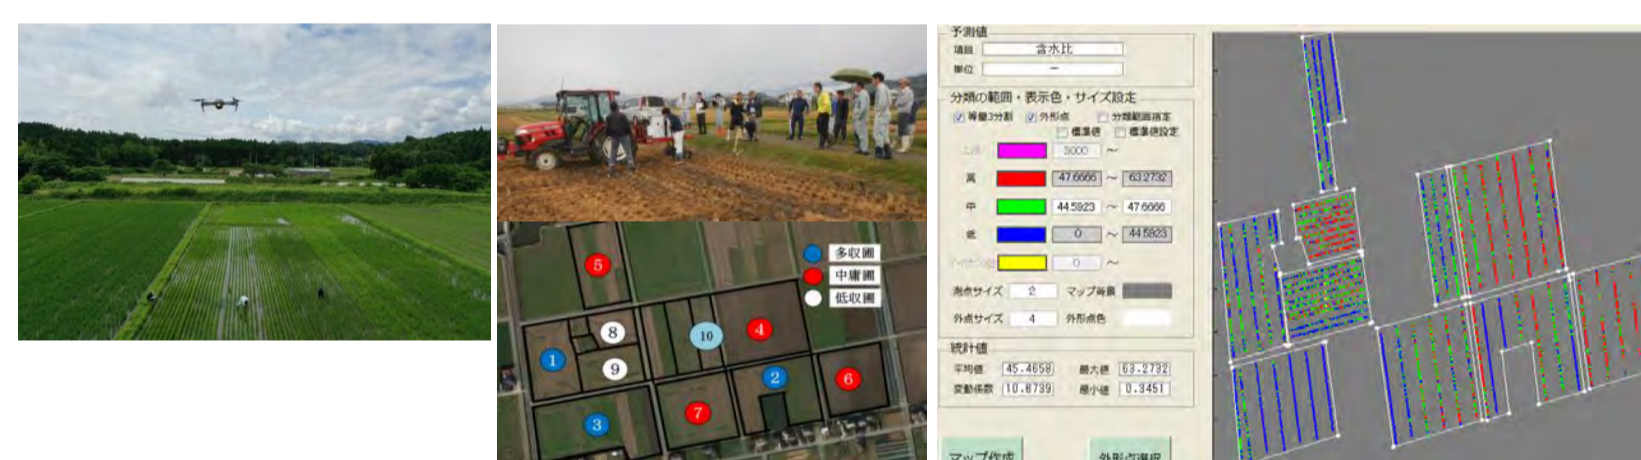 5
多収圃
中庸圃
低収圃
8
10
4
1
9
2
6
7
3
予測値
項目 含水比
単位 －
分類の範囲・表示色・サイズ設定
等量3分割 外形点 分類範囲指定
標準値 標準値設定
3000 ～
高 47.6666 ～ 63.2732
中 44.5923 ～ 47.6666
低 0 ～ 44.5923
0 ～
測点サイズ 2 マップ背景
外点サイズ 4 外形点色
統計値
平均値 45.4658 最大値 63.2732
変動係数 10.8739 最小値 0.3451
マップ作成 外形点選択